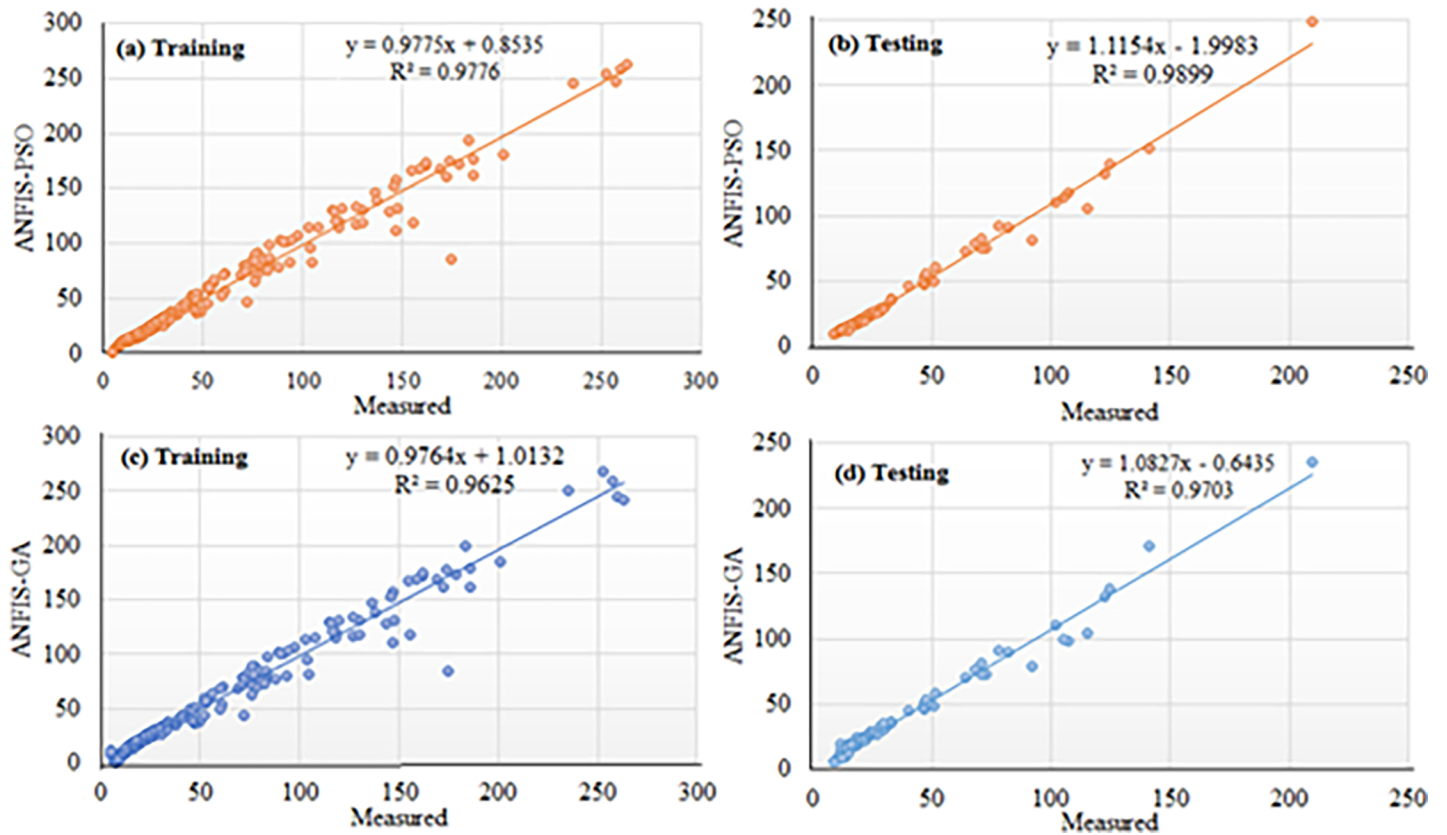 300
250
200
150
100
50
0
ANFIS-PSO
(a) Training
y = 0.9775x + 0.8535
R² = 0.9776
0 50 100 150 200 250 300
Measured
250
200
150
100
50
0
ANFIS-PSO
(b) Testing
y = 1.1154x - 1.9983
R² = 0.9899
0 50 100 150 200 250
Measured
300
250
200
150
100
50
0
ANFIS-GA
(c) Training
y = 0.9764x + 1.0132
R² = 0.9625
0 50 100 150 200 250 300
Measured
250
200
150
100
50
0
ANFIS-GA
(d) Testing
y = 1.0827x - 0.6435
R² = 0.9703
0 50 100 150 200 250
Measured